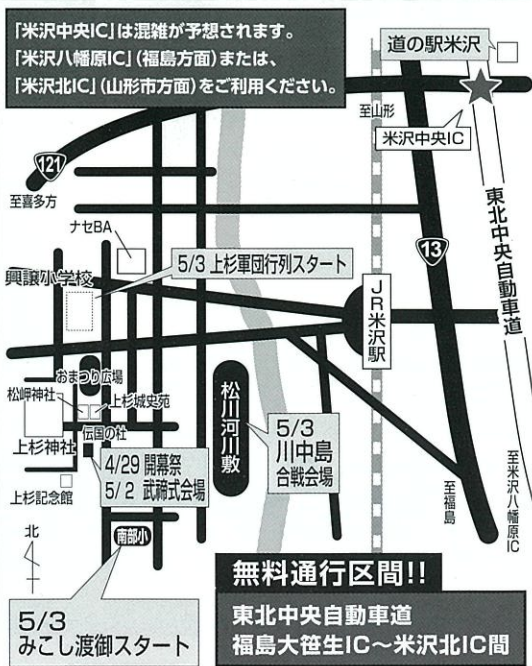 「米沢中央IC」は混雑が予想されます。
「米沢八幡原IC」(福島方面)または、
「米沢北IC」(山形市方面)をご利用ください。
道の駅米沢
至山形
米沢中央IC
121
至喜多方
ナセBA
東北中央自動車道
13
5/3 上杉軍団行列スタート
興譲小学校
JR米沢駅
おまつり広場
松岬神社
上杉城史苑
伝国の杜
上杉神社
松川河川敷
5/3
川中島
合戦会場
4/29 開幕祭
5/2 武禘式会場
上杉記念館
至福島
至米沢八幡原IC
北
南部小
5/3
みこし渡御スタート
無料通行区間!!
東北中央自動車道
福島大笹生IC～米沢北IC間